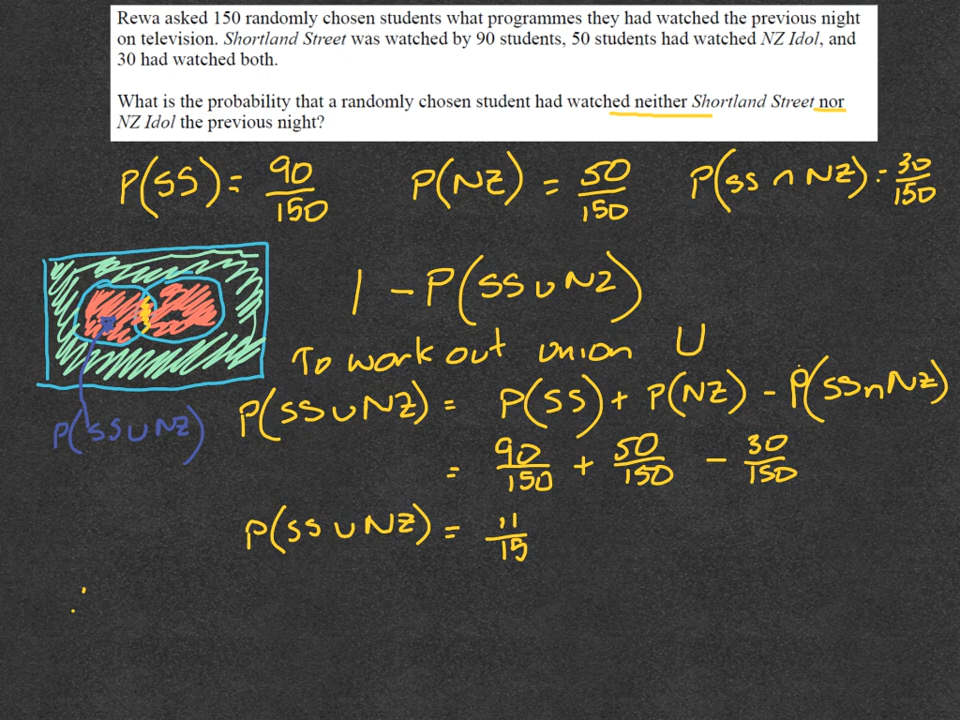 Rewa asked 150 randomly chosen students what programmes they had watched the previous night
on television. Shortland Street was watched by 90 students, 50 students had watched NZ Idol, and
30 had watched both.
What is the probability that a randomly chosen student had watched neither Shortland Street nor
NZ Idol the previous night?
P(SS) = 90/150 P(NZ) = 50/150 P(SS ∩ NZ) = 30/150
1 - P(SS ∪ NZ)
To work out union U
P(SS ∪ NZ) = P(SS) + P(NZ) - P(SS ∩ NZ)
P(SS ∪ NZ)
= 90/150 + 50/150 - 30/150
P(SS ∪ NZ) = 11/15